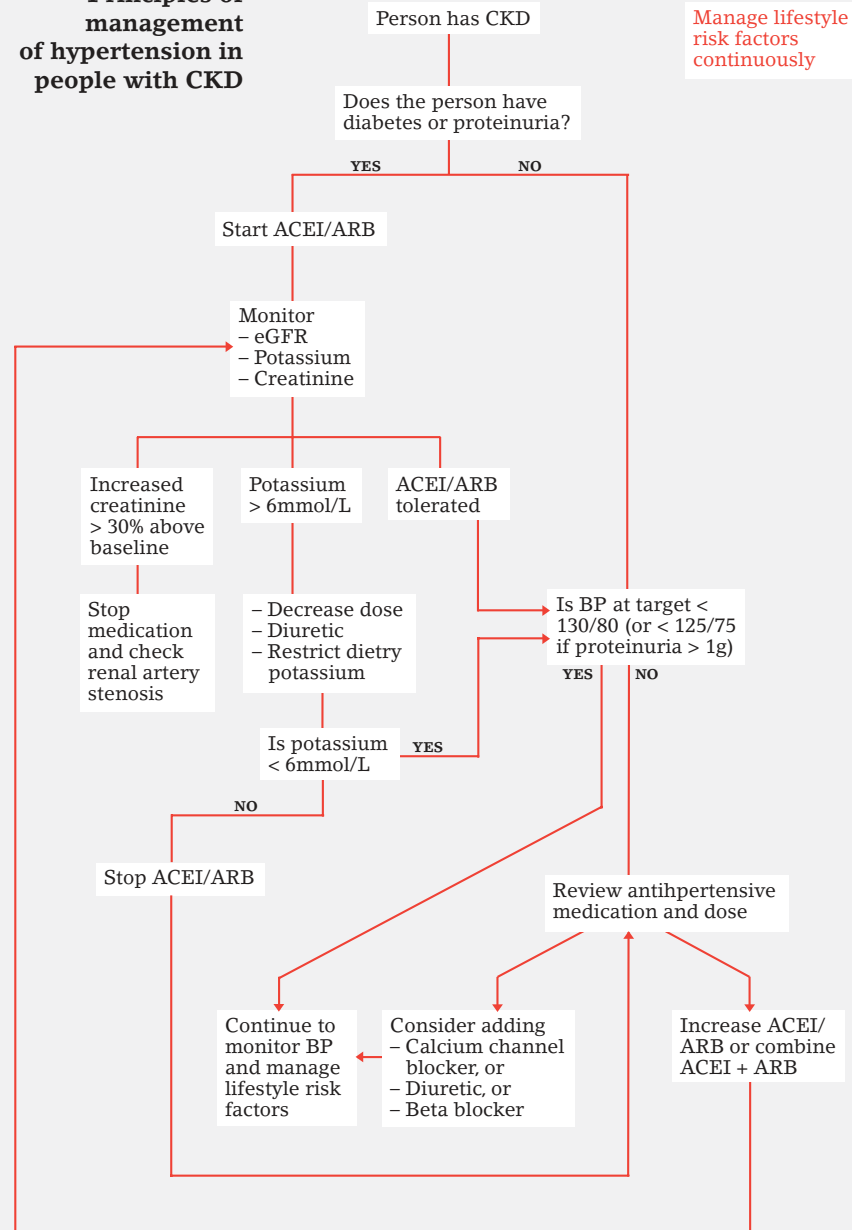 Principles of
management
of hypertension in
people with CKD
Person has CKD
Manage lifestyle
risk factors
continuously
Does the person have
diabetes or proteinuria?
YES
NO
Start ACEI/ARB
Monitor
– eGFR
– Potassium
– Creatinine
Increased
creatinine
> 30% above
baseline
Potassium
> 6mmol/L
ACEI/ARB
tolerated
Stop
medication
and check
renal artery
stenosis
– Decrease dose
– Diuretic
– Restrict dietry
potassium
Is BP at target <
130/80 (or < 125/75
if proteinuria > 1g)
YES
NO
Is potassium
< 6mmol/L
YES
NO
Stop ACEI/ARB
Review antihpertensive
medication and dose
Continue to
monitor BP
and manage
lifestyle risk
factors
Consider adding
– Calcium channel
blocker, or
– Diuretic, or
– Beta blocker
Increase ACEI/
ARB or combine
ACEI + ARB